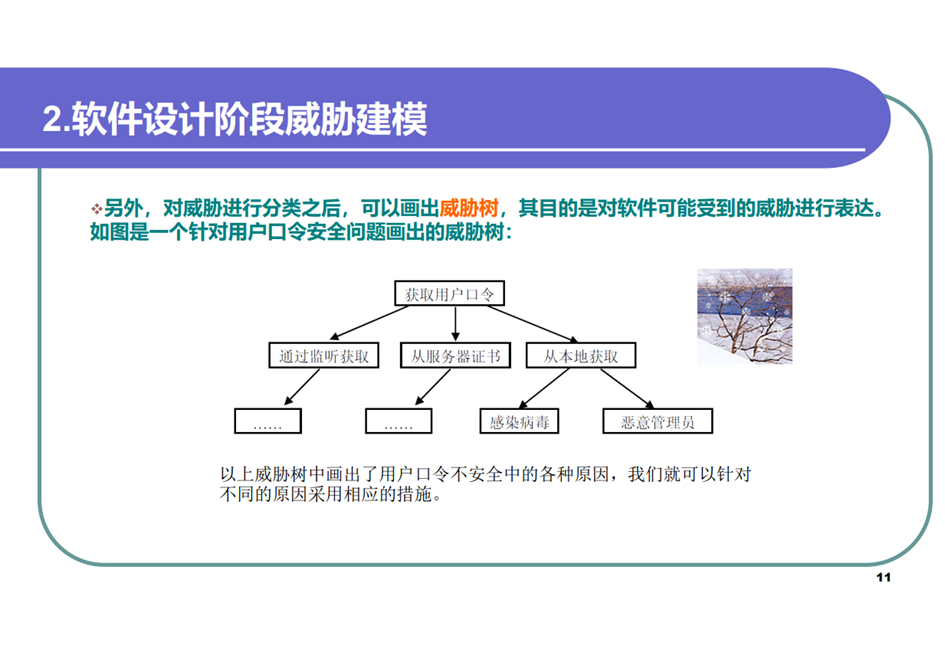 2.软件设计阶段威胁建模
❖另外，对威胁进行分类之后，可以画出威胁树，其目的是对软件可能受到的威胁进行表达。
如图是一个针对用户口令安全问题画出的威胁树：
获取用户口令
通过监听获取
从服务器证书
从本地获取
……
……
感染病毒
恶意管理员
以上威胁树中画出了用户口令不安全中的各种原因，我们就可以针对
不同的原因采用相应的措施。
11